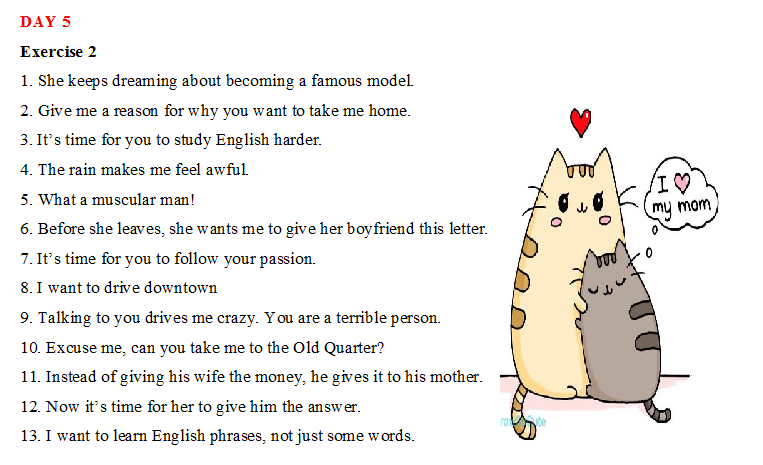 DAY 5
Exercise 2
1. She keeps dreaming about becoming a famous model.
2. Give me a reason for why you want to take me home.
3. It’s time for you to study English harder.
4. The rain makes me feel awful.
5. What a muscular man!
6. Before she leaves, she wants me to give her boyfriend this letter.
7. It’s time for you to follow your passion.
8. I want to drive downtown
9. Talking to you drives me crazy. You are a terrible person.
10. Excuse me, can you take me to the Old Quarter?
11. Instead of giving his wife the money, he gives it to his mother.
12. Now it’s time for her to give him the answer.
13. I want to learn English phrases, not just some words.
I
my mom